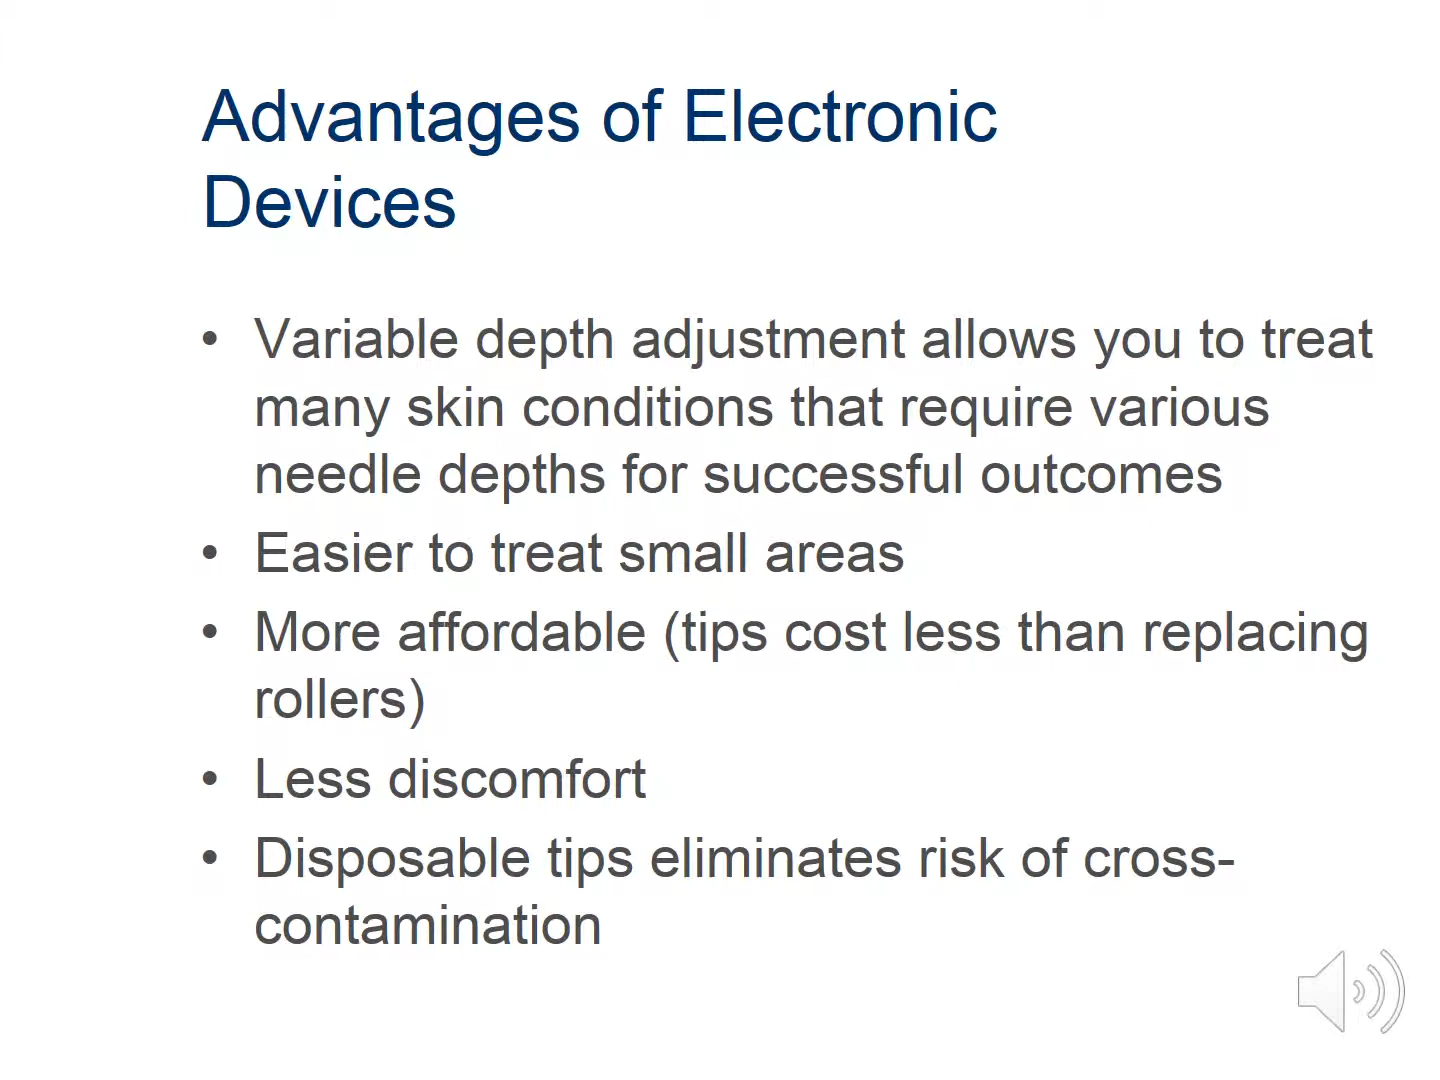 Advantages of Electronic
Devices
• Variable depth adjustment allows you to treat
many skin conditions that require various
needle depths for successful outcomes
• Easier to treat small areas
• More affordable (tips cost less than replacing
rollers)
• Less discomfort
• Disposable tips eliminates risk of cross-
contamination